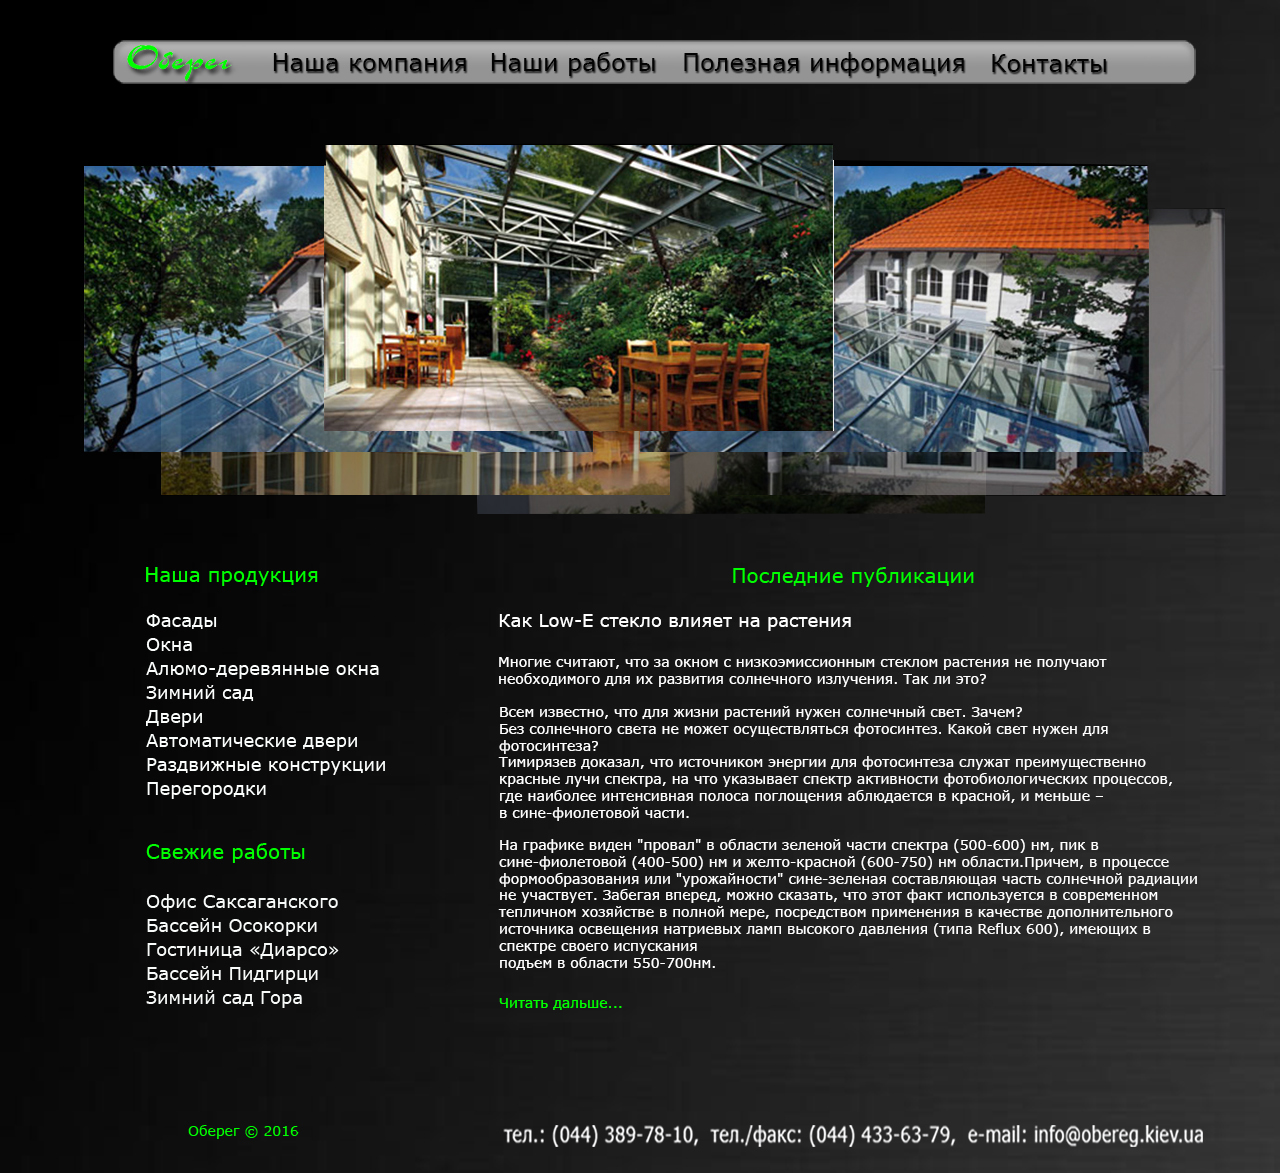 Оберег
Наша компания
Наши работы
Полезная информация
Контакты
Наша продукция
Фасады
Окна
Алюмо-деревянные окна
Зимний сад
Двери
Автоматические двери
Раздвижные конструкции
Перегородки
Свежие работы
Офис Саксаганского
Бассейн Осокорки
Гостиница «Диарсо»
Бассейн Пидгирци
Зимний сад Гора
Последние публикации
Как Low-E стекло влияет на растения
Многие считают, что за окном с низкоэмиссионным стеклом растения не получают
необходимого для их развития солнечного излучения. Так ли это?
Всем известно, что для жизни растений нужен солнечный свет. Зачем?
Без солнечного света не может осуществляться фотосинтез. Какой свет нужен для
фотосинтеза?
Тимирязев доказал, что источником энергии для фотосинтеза служат преимущественно
красные лучи спектра, на что указывает спектр активности фотобиологических процессов,
где наиболее интенсивная полоса поглощения аблюдается в красной, и меньше –
в сине-фиолетовой части.
На графике виден "провал" в области зеленой части спектра (500-600) нм, пик в
сине-фиолетовой (400-500) нм и желто-красной (600-750) нм области.Причем, в процессе
формообразования или "урожайности" сине-зеленая составляющая часть солнечной радиации
не участвует. Забегая вперед, можно сказать, что этот факт используется в современном
тепличном хозяйстве в полной мере, посредством применения в качестве дополнительного
источника освещения натриевых ламп высокого давления (типа Reflux 600), имеющих в
спектре своего испускания
подъем в области 550-700нм.
Читать дальше...
Оберег © 2016
тел.: (044) 389-78-10, тел./факс: (044) 433-63-79, e-mail: info@obereg.kiev.ua